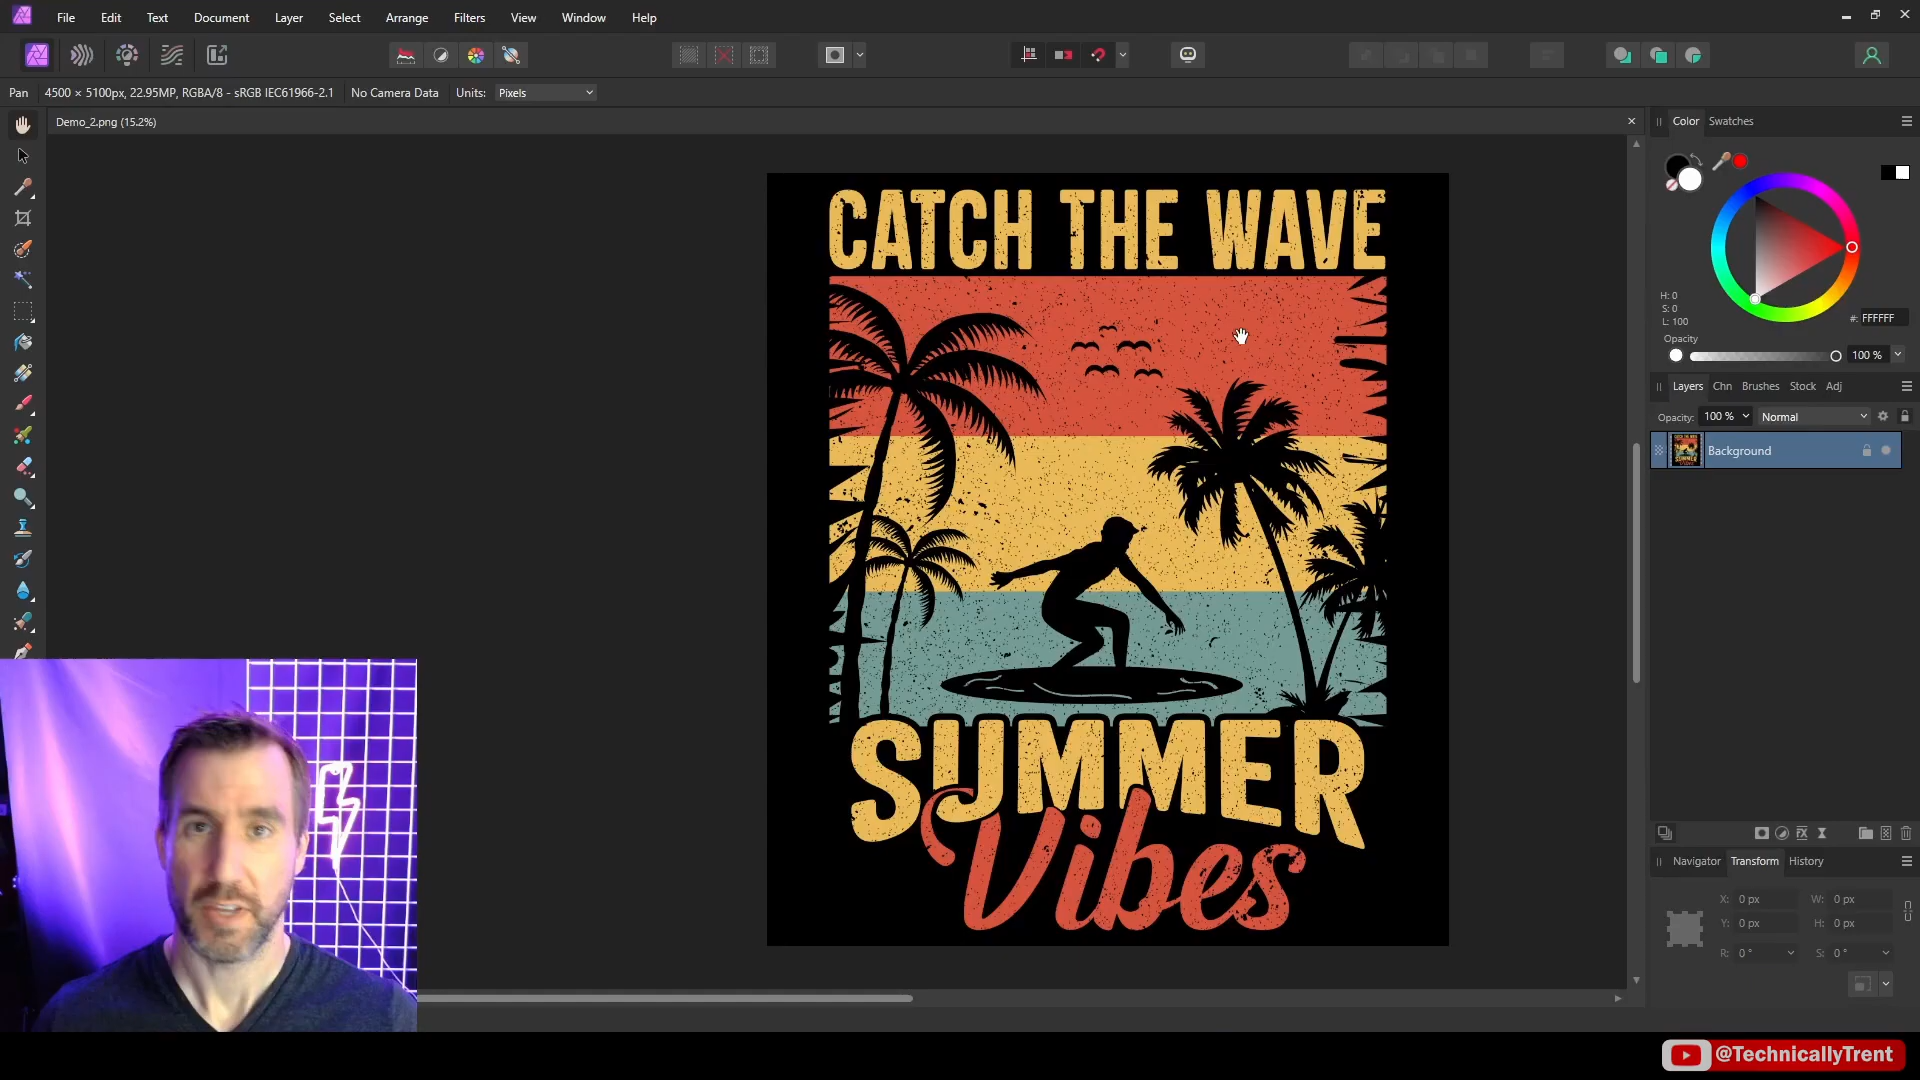 File Edit Text Document Layer Select Arrange Filters View Window Help
Pan 4500 × 5100px, 22.95MP, RGBA/8 - sRGB IEC61966-2.1 No Camera Data Units: Pixels
Demo_2.png (15.2%)
Color Swatches
H: 0
S: 0
L: 100
#: FFFFFF
Opacity
100 %
Layers Chn Brushes Stock Adj
Opacity: 100 % Normal
Background
CATCH THE WAVE
SUMMER
Vibes
Navigator Transform History
X: 0 px W: 0 px
Y: 0 px H: 0 px
R: 0 ° S: 0 °
@TechnicallyTrent